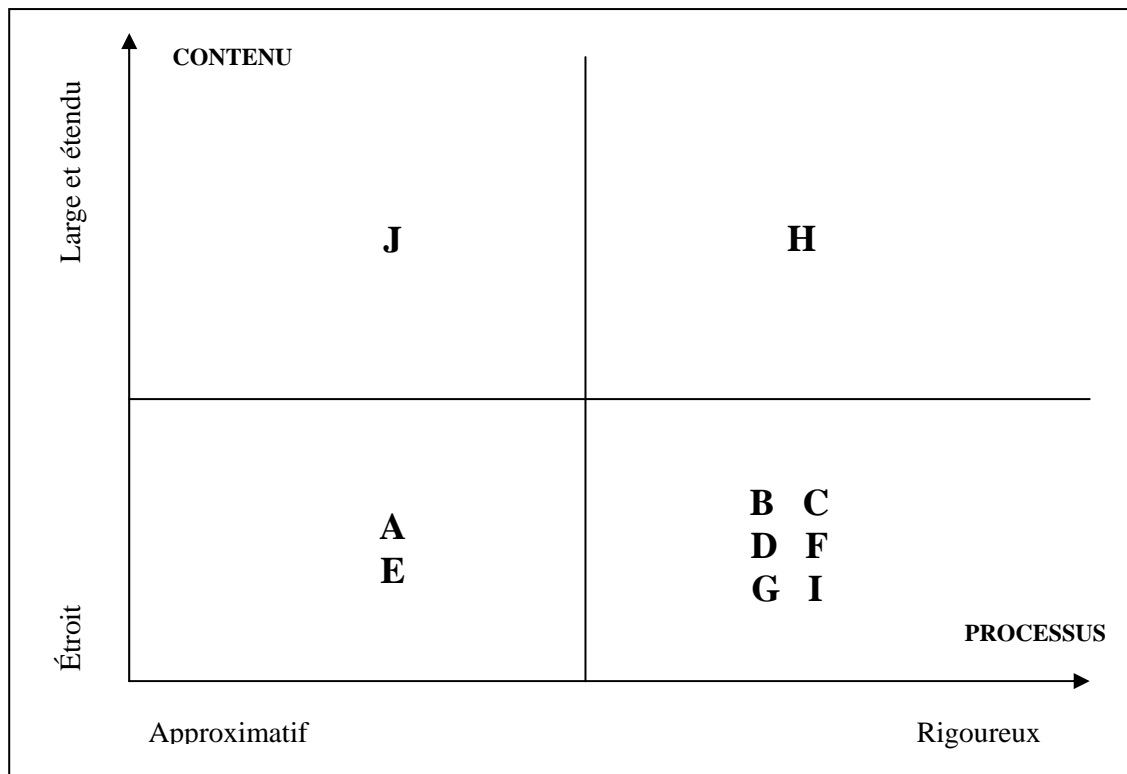 CONTENU
Large et étendu
J H
A
E
B C
D F
G I
Étroit
PROCESSUS
Approximatif Rigoureux